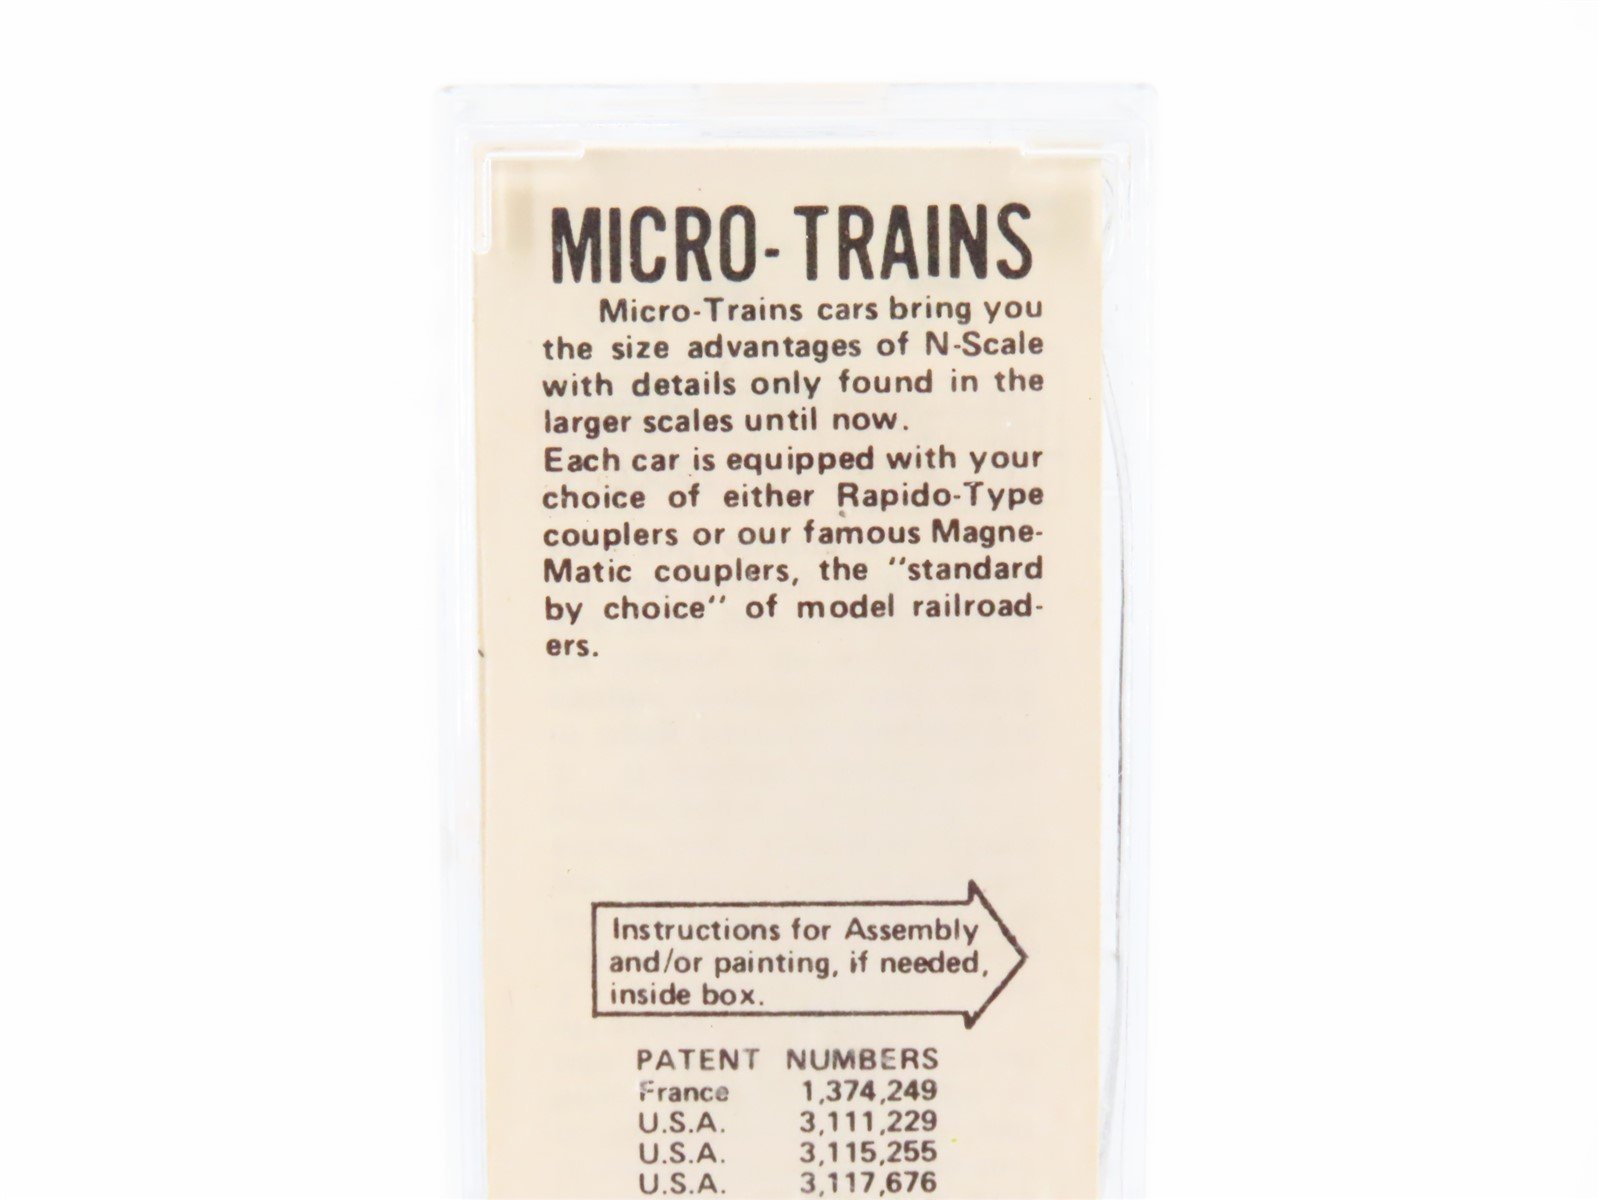 MICRO-TRAINS
Micro-Trains cars bring you
the size advantages of N-Scale
with details only found in the
larger scales until now.
Each car is equipped with your
choice of either Rapido-Type
couplers or our famous Magne-
Matic couplers, the "standard
by choice" of model railroad-
ers.
Instructions for Assembly
and/or painting, if needed,
inside box.
PATENT NUMBERS
France 1,374,249
U.S.A. 3,111,229
U.S.A. 3,115,255
U.S.A. 3,117,676